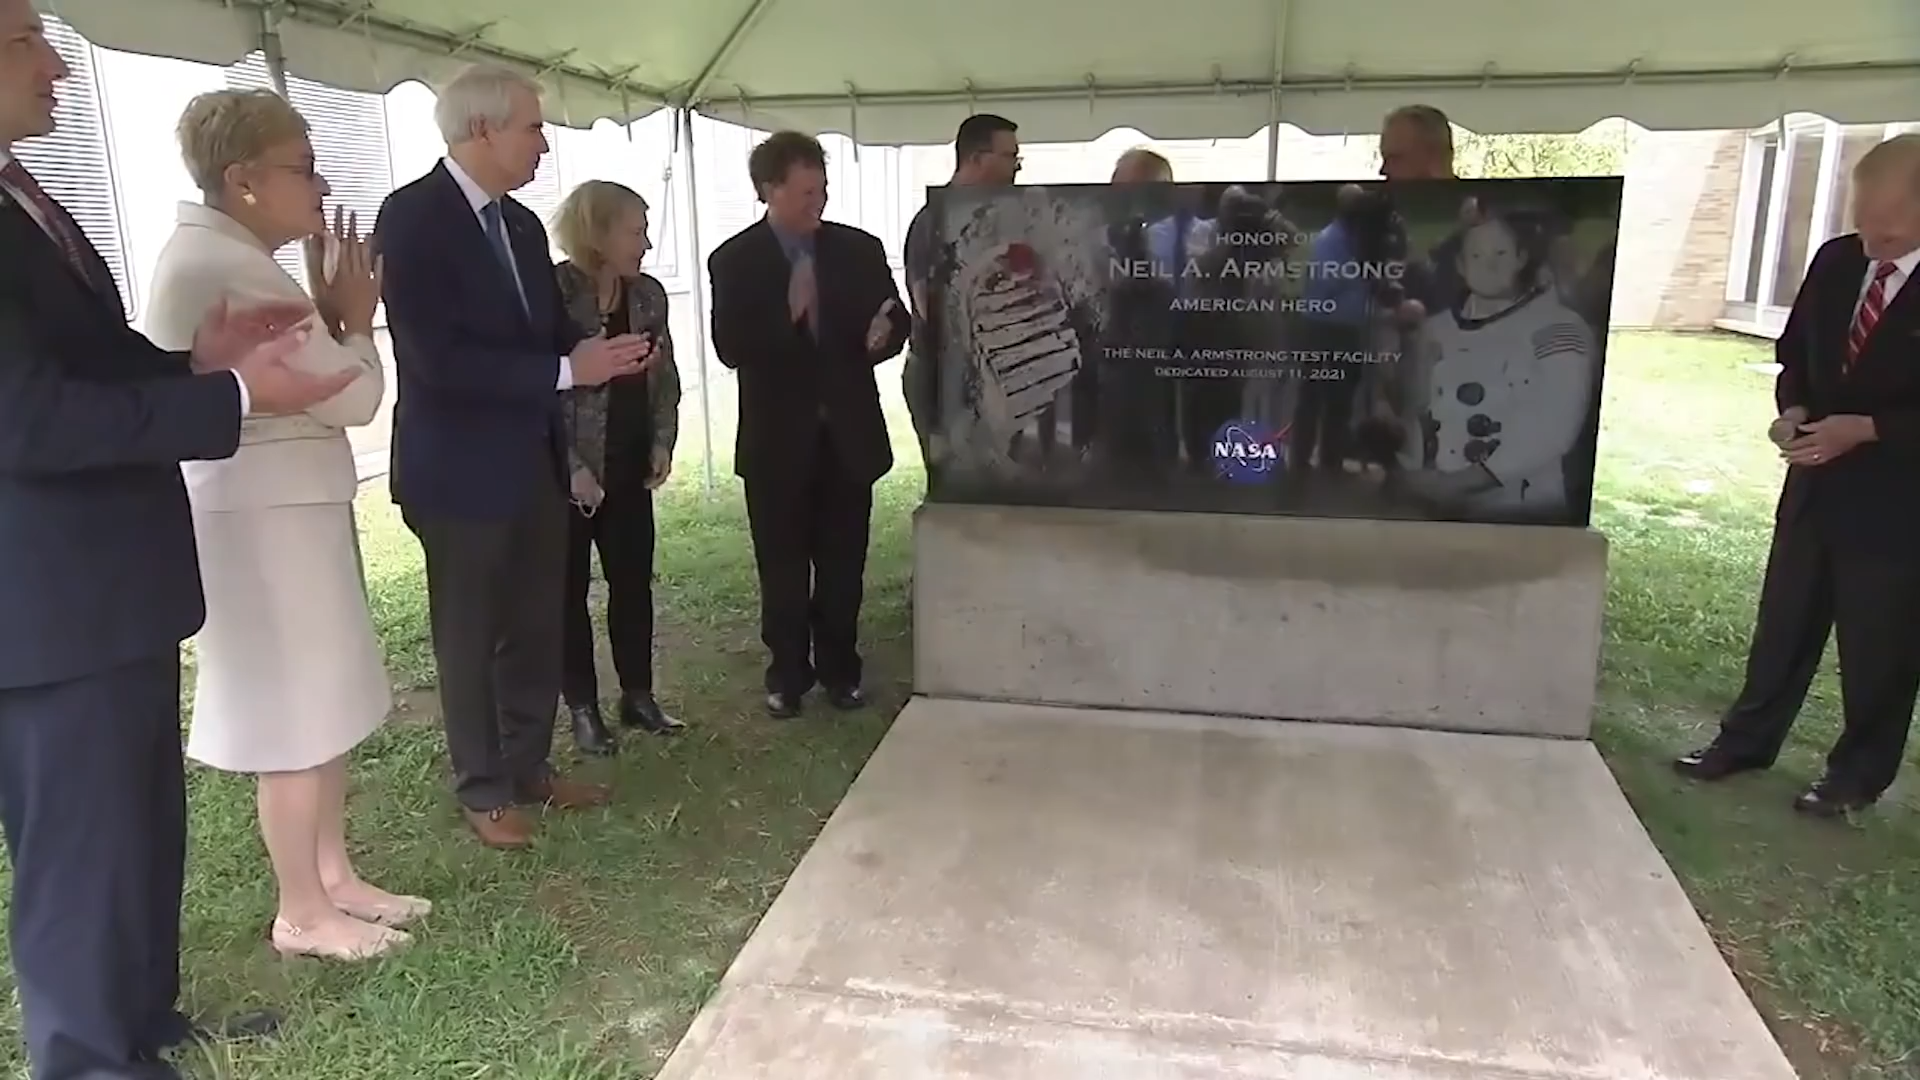 HONOR OF
NEIL A. ARMSTRONG
AMERICAN HERO
THE NEIL A. ARMSTRONG TEST FACILITY
DEDICATED AUGUST 11, 2021
NASA